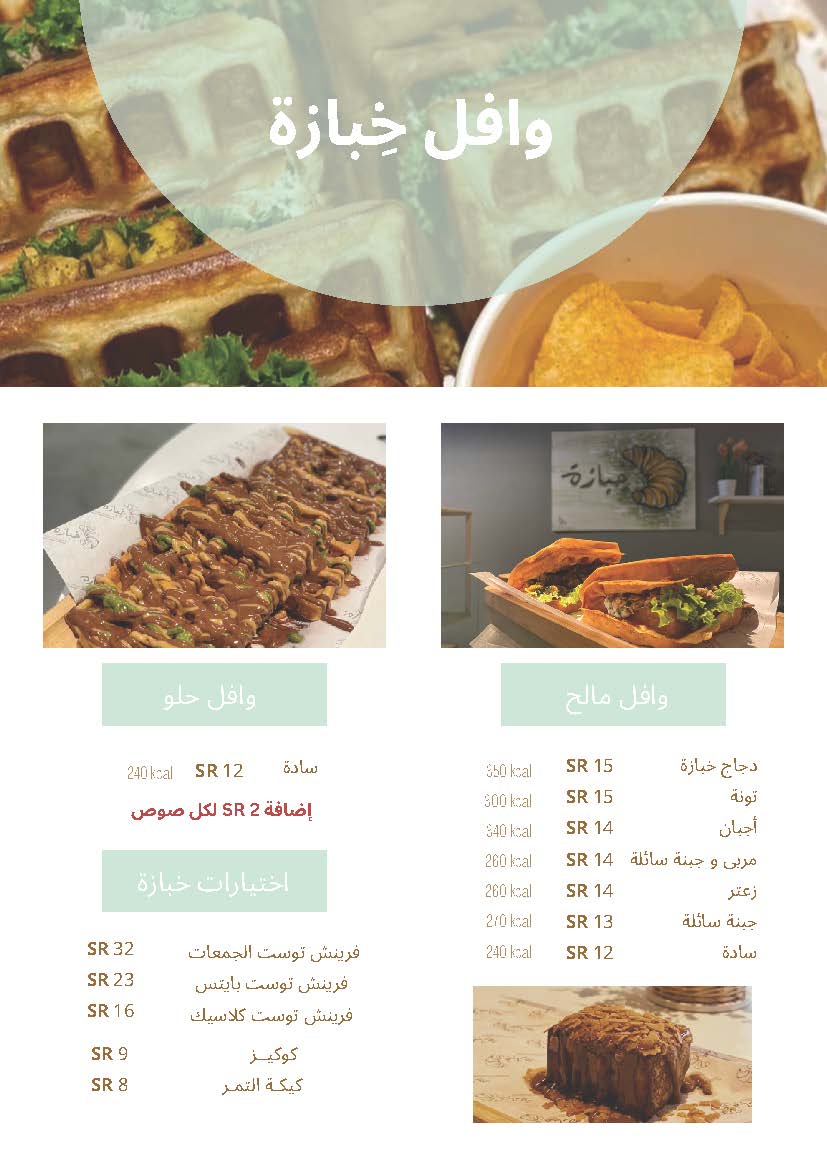 وافل خِبازة
خبازة
وافل مالح
دجاج خبازة SR 15 350 kcal
تونة SR 15 300 kcal
أجبان SR 14 340 kcal
مربى و جبنة سائلة SR 14 260 kcal
زعتر SR 14 260 kcal
جبنة سائلة SR 13 270 kcal
سادة SR 12 240 kcal
وافل حلو
سادة SR 12 240 kcal
إضافة SR 2 لكل صوص
اختيارات خبازة
فرينش توست الجمعات SR 32
فرينش توست بايتس SR 23
فرينش توست كلاسيك SR 16
كوكيــز SR 9
كيكـة التمـر SR 8